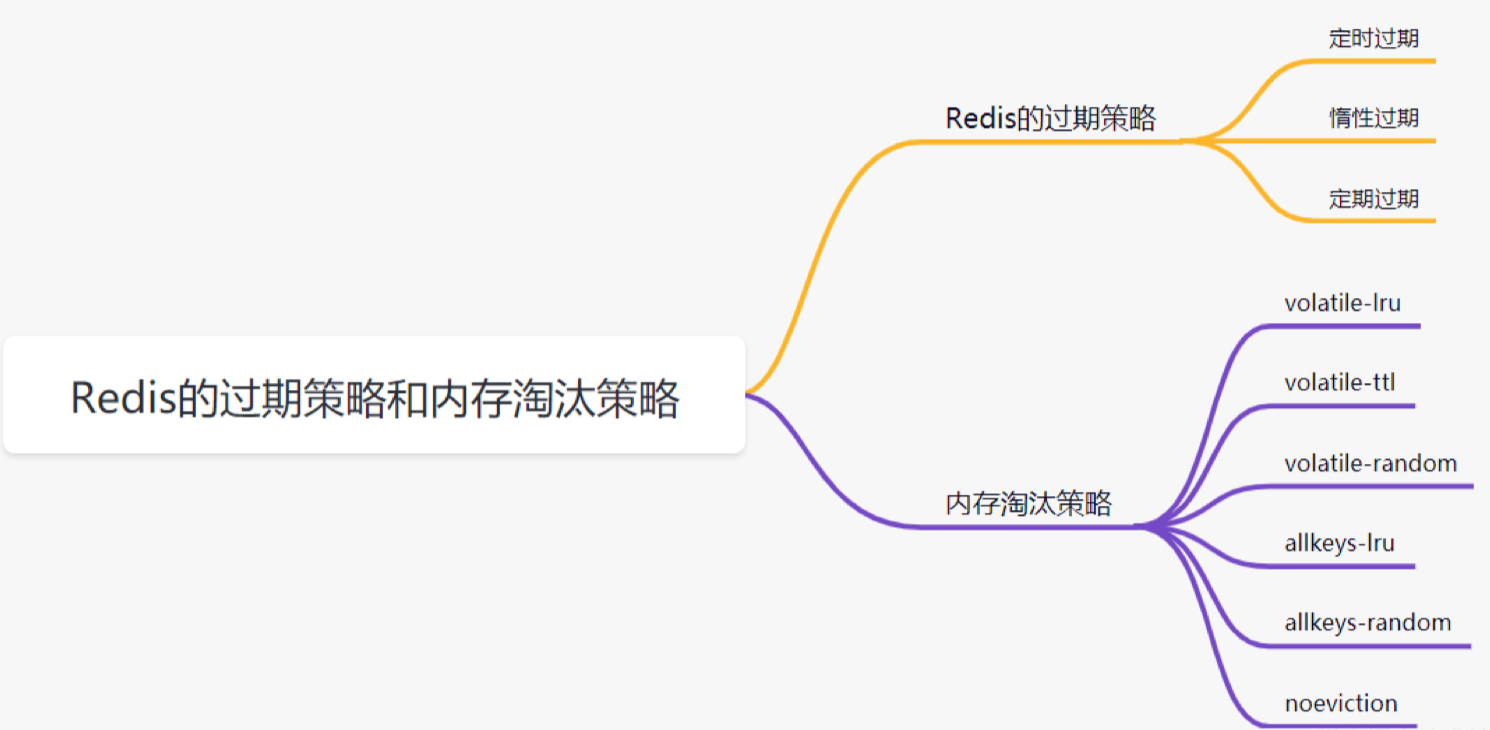 Redis的过期策略和内存淘汰策略
Redis的过期策略
定时过期
惰性过期
定期过期
内存淘汰策略
volatile-lru
volatile-ttl
volatile-random
allkeys-lru
allkeys-random
noeviction